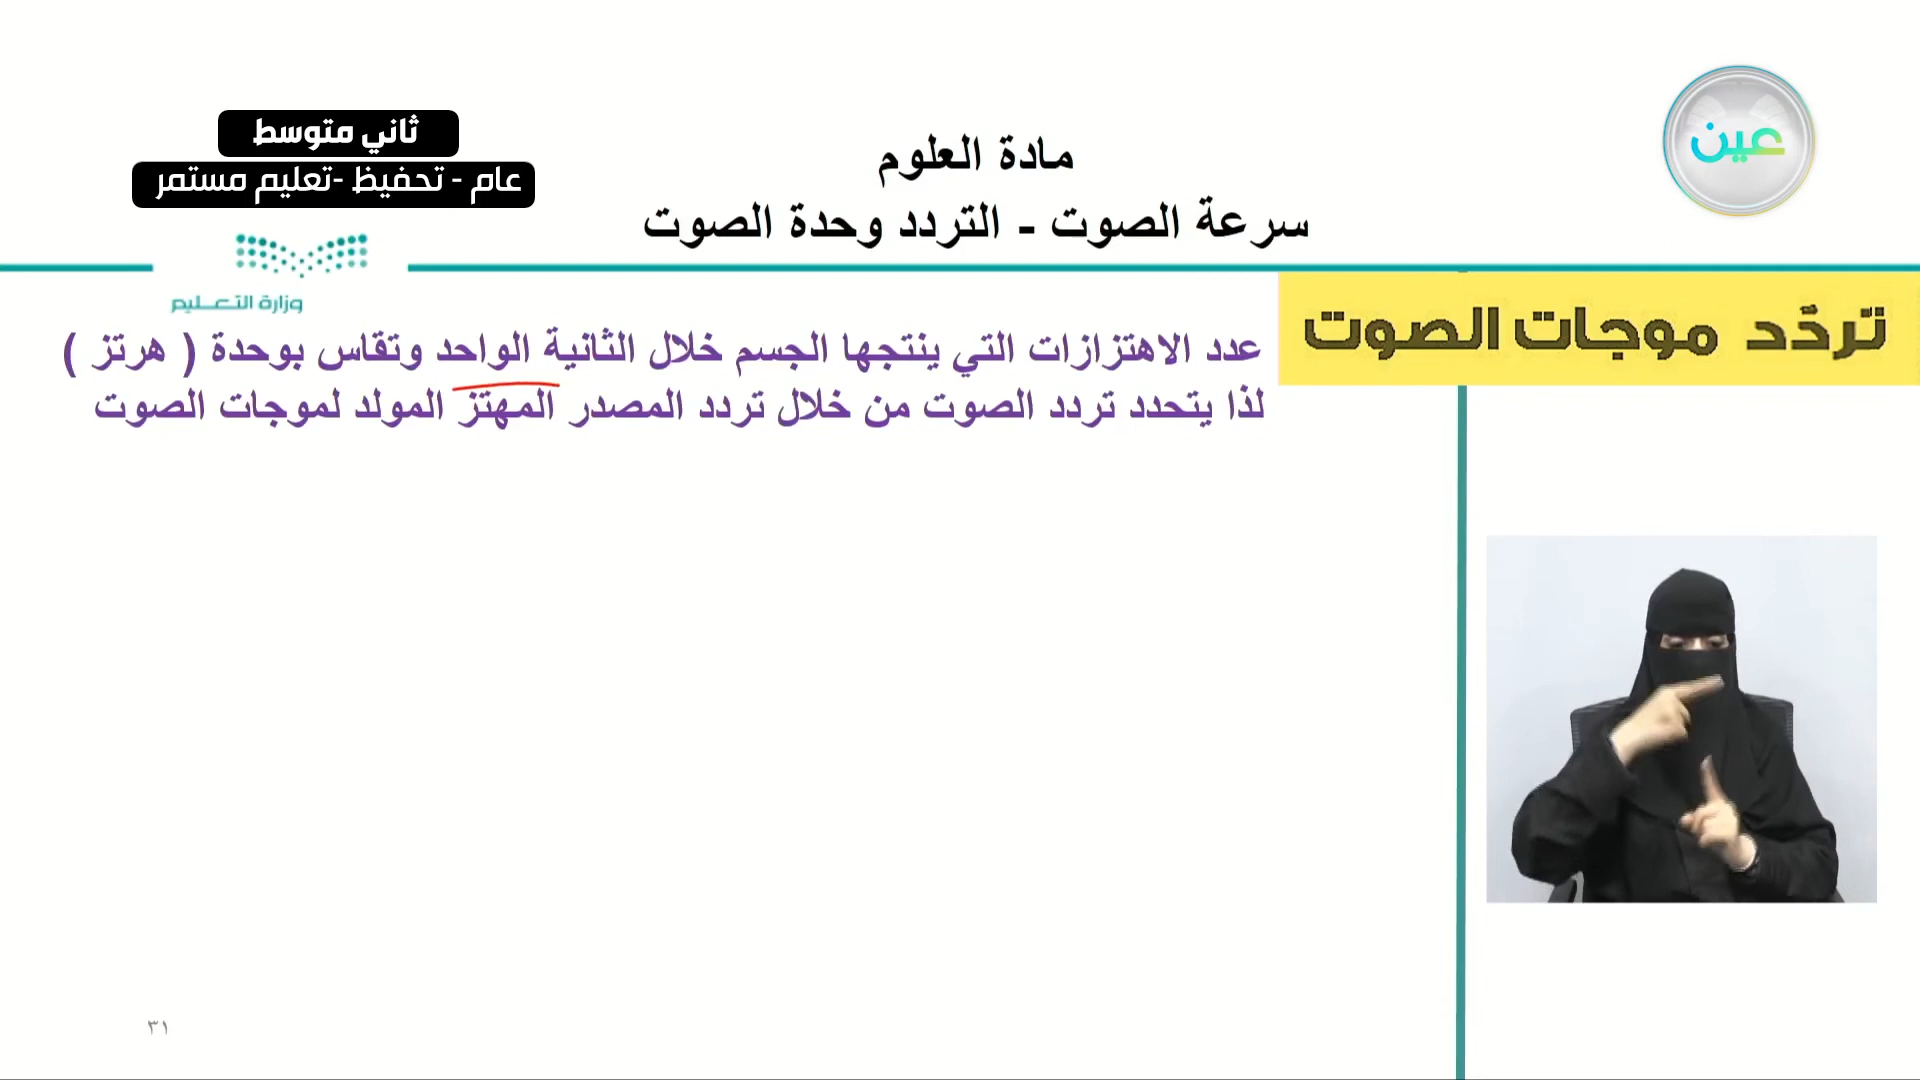 عين
ثاني متوسط
عام - تحفيظ -تعليم مستمر
مادة العلوم
سرعة الصوت - التردد وحدة الصوت
وزارة التعـــليم
تردّد موجات الصوت
عدد الاهتزازات التي ينتجها الجسم خلال الثانية الواحد وتقاس بوحدة ( هرتز )
لذا يتحدد تردد الصوت من خلال تردد المصدر المهتز المولد لموجات الصوت
٣١